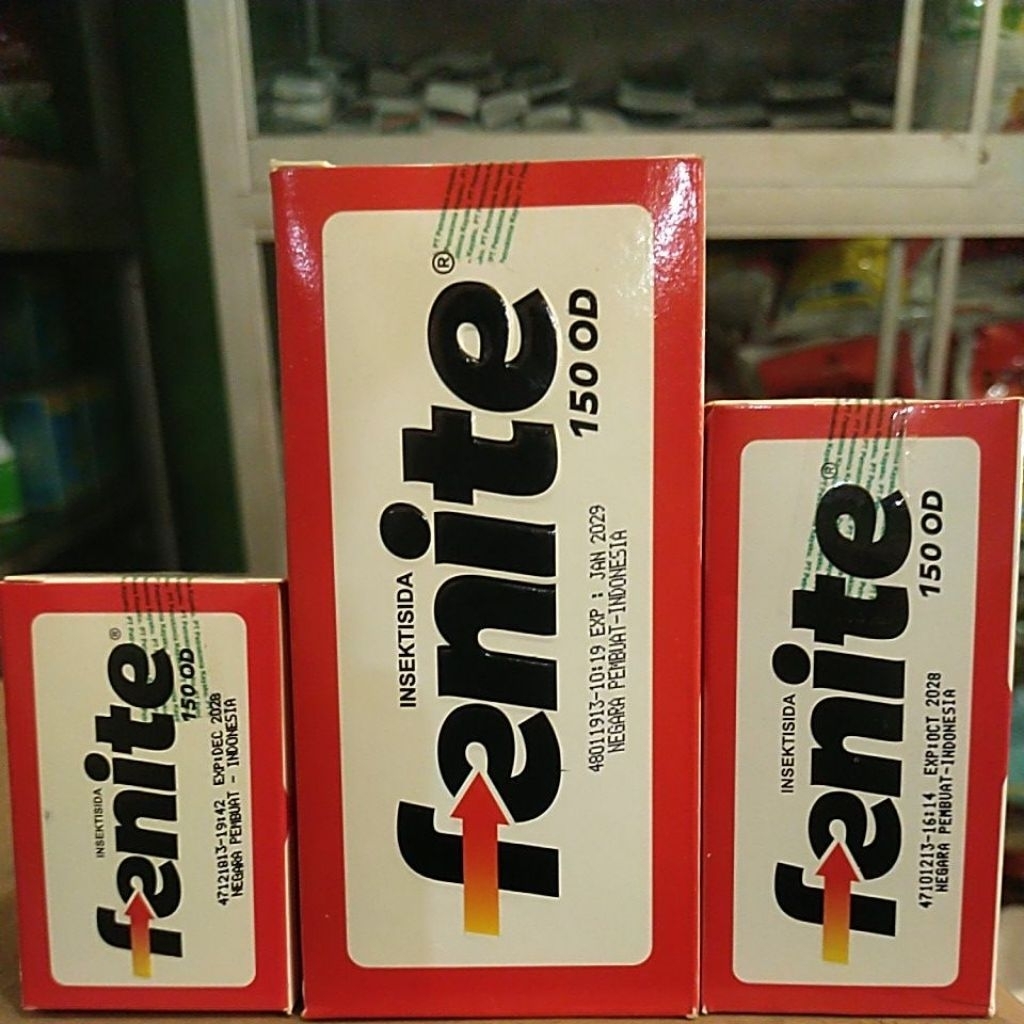 INSEKTISIDA
fenite®
150 OD
47121813-19:42 EXP:DEC 2028
NEGARA PEMBUAT - INDONESIA
INSEKTISIDA
fenite®
150 OD
48011913-10:19 EXP : JAN 2029
NEGARA PEMBUAT-INDONESIA
INSEKTISIDA
fenite®
150 OD
47101213-16:14 EXP:OCT 2028
NEGARA PEMBUAT-INDONESIA